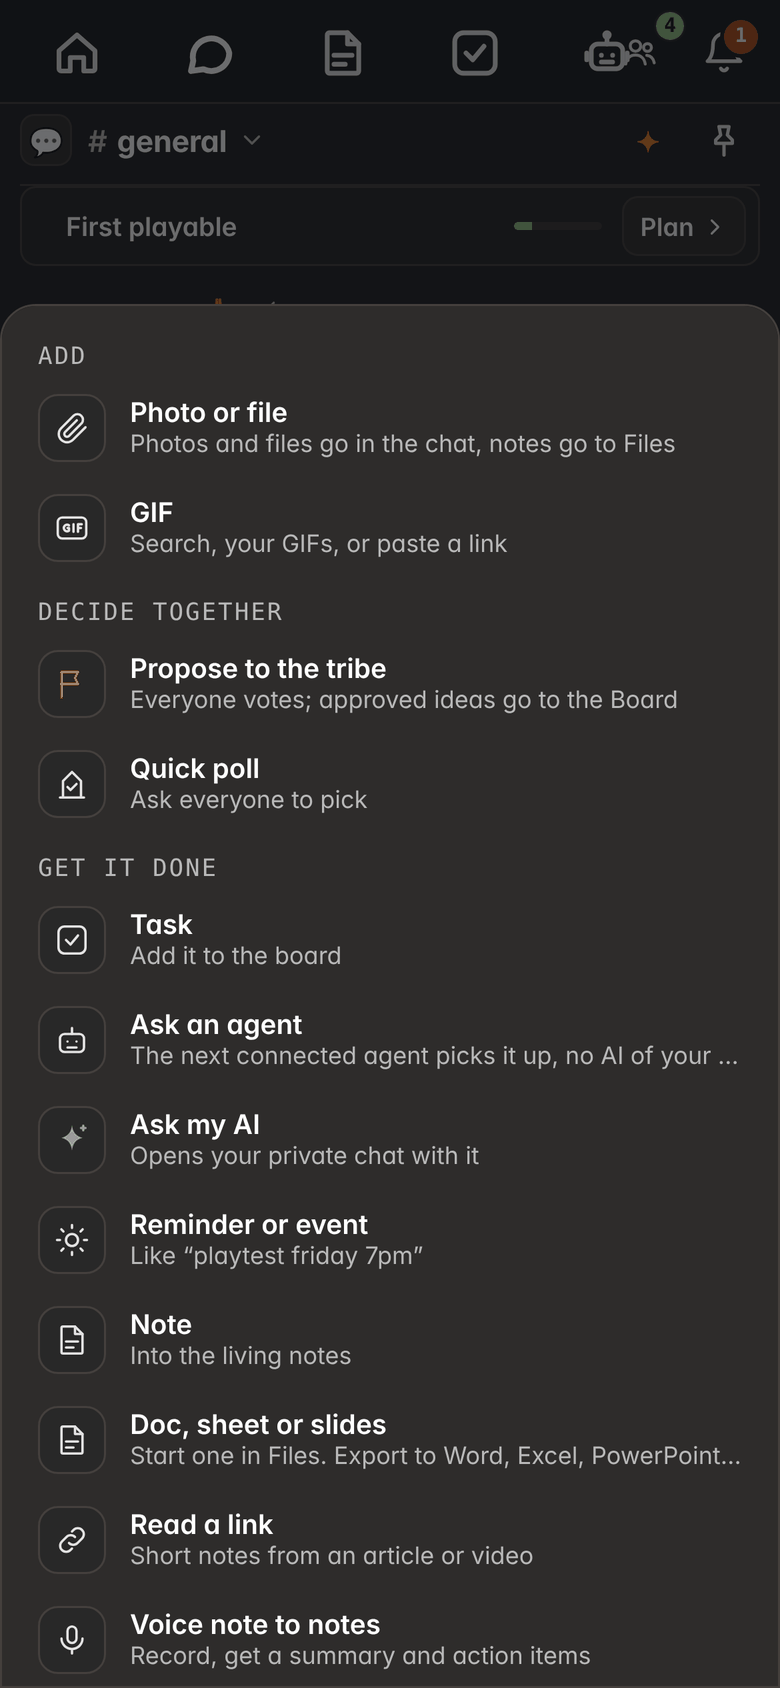 4
1
# general
First playable
Plan
ADD
Photo or file
Photos and files go in the chat, notes go to Files
GIF
GIF
Search, your GIFs, or paste a link
DECIDE TOGETHER
Propose to the tribe
Everyone votes; approved ideas go to the Board
Quick poll
Ask everyone to pick
GET IT DONE
Task
Add it to the board
Ask an agent
The next connected agent picks it up, no AI of your ...
Ask my AI
Opens your private chat with it
Reminder or event
Like “playtest friday 7pm”
Note
Into the living notes
Doc, sheet or slides
Start one in Files. Export to Word, Excel, PowerPoint...
Read a link
Short notes from an article or video
Voice note to notes
Record, get a summary and action items